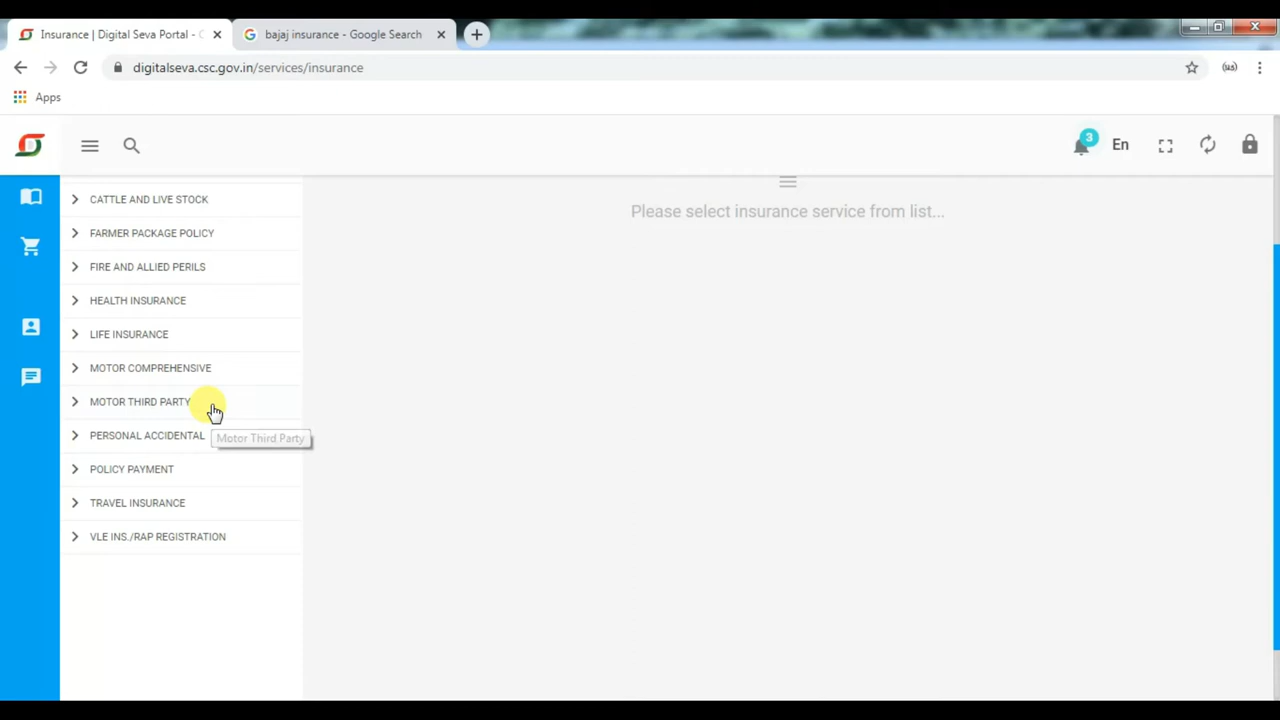 Insurance | Digital Seva Portal - C
bajaj insurance - Google Search
digitalseva.csc.gov.in/services/insurance
Apps
3
En
CATTLE AND LIVE STOCK
FARMER PACKAGE POLICY
FIRE AND ALLIED PERILS
HEALTH INSURANCE
LIFE INSURANCE
MOTOR COMPREHENSIVE
MOTOR THIRD PARTY
PERSONAL ACCIDENTAL
Motor Third Party
POLICY PAYMENT
TRAVEL INSURANCE
VLE INS./RAP REGISTRATION
Please select insurance service from list...